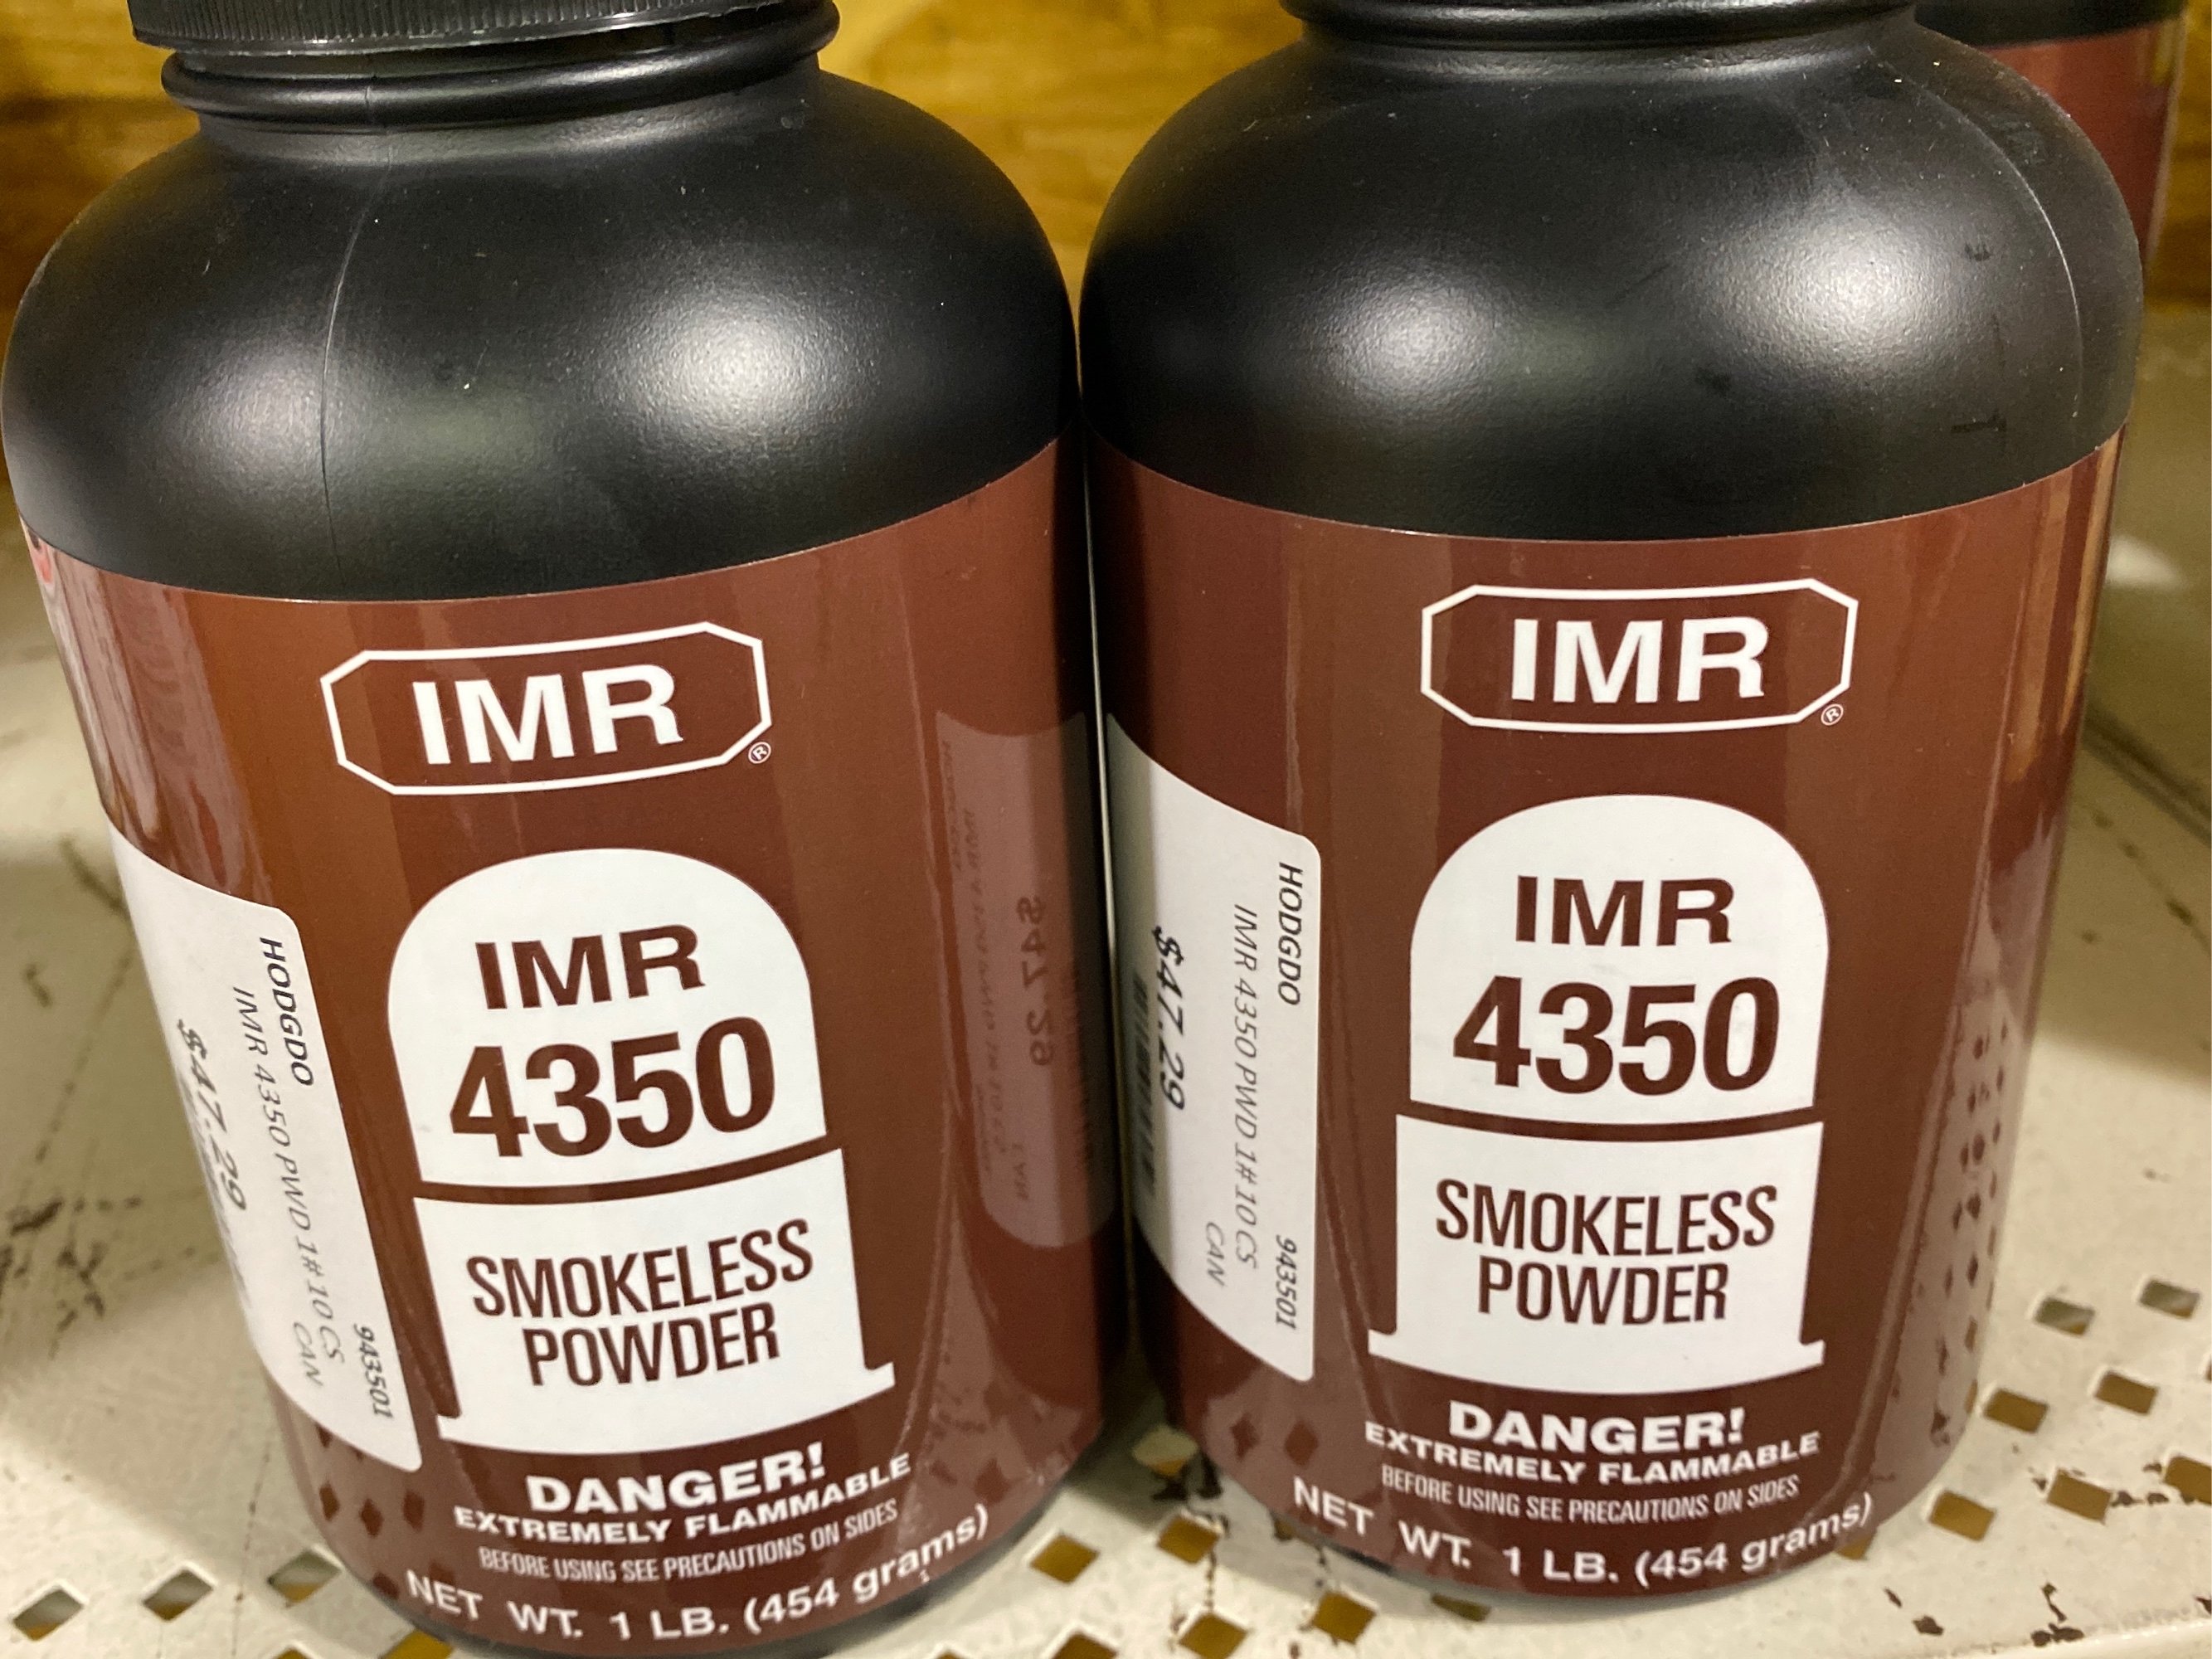 IMR
®
IMR
4350
SMOKELESS
POWDER
DANGER!
EXTREMELY FLAMMABLE
BEFORE USING SEE PRECAUTIONS ON SIDES
NET WT. 1 LB. (454 grams)
HODGDO 943501
IMR 4350 PWD 1# 10 CS
CAN
$47.29
IMR
®
IMR
4350
SMOKELESS
POWDER
DANGER!
EXTREMELY FLAMMABLE
BEFORE USING SEE PRECAUTIONS ON SIDES
NET WT. 1 LB. (454 grams)
HODGDO 943501
IMR 4350 PWD 1# 10 CS
CAN
$47.29